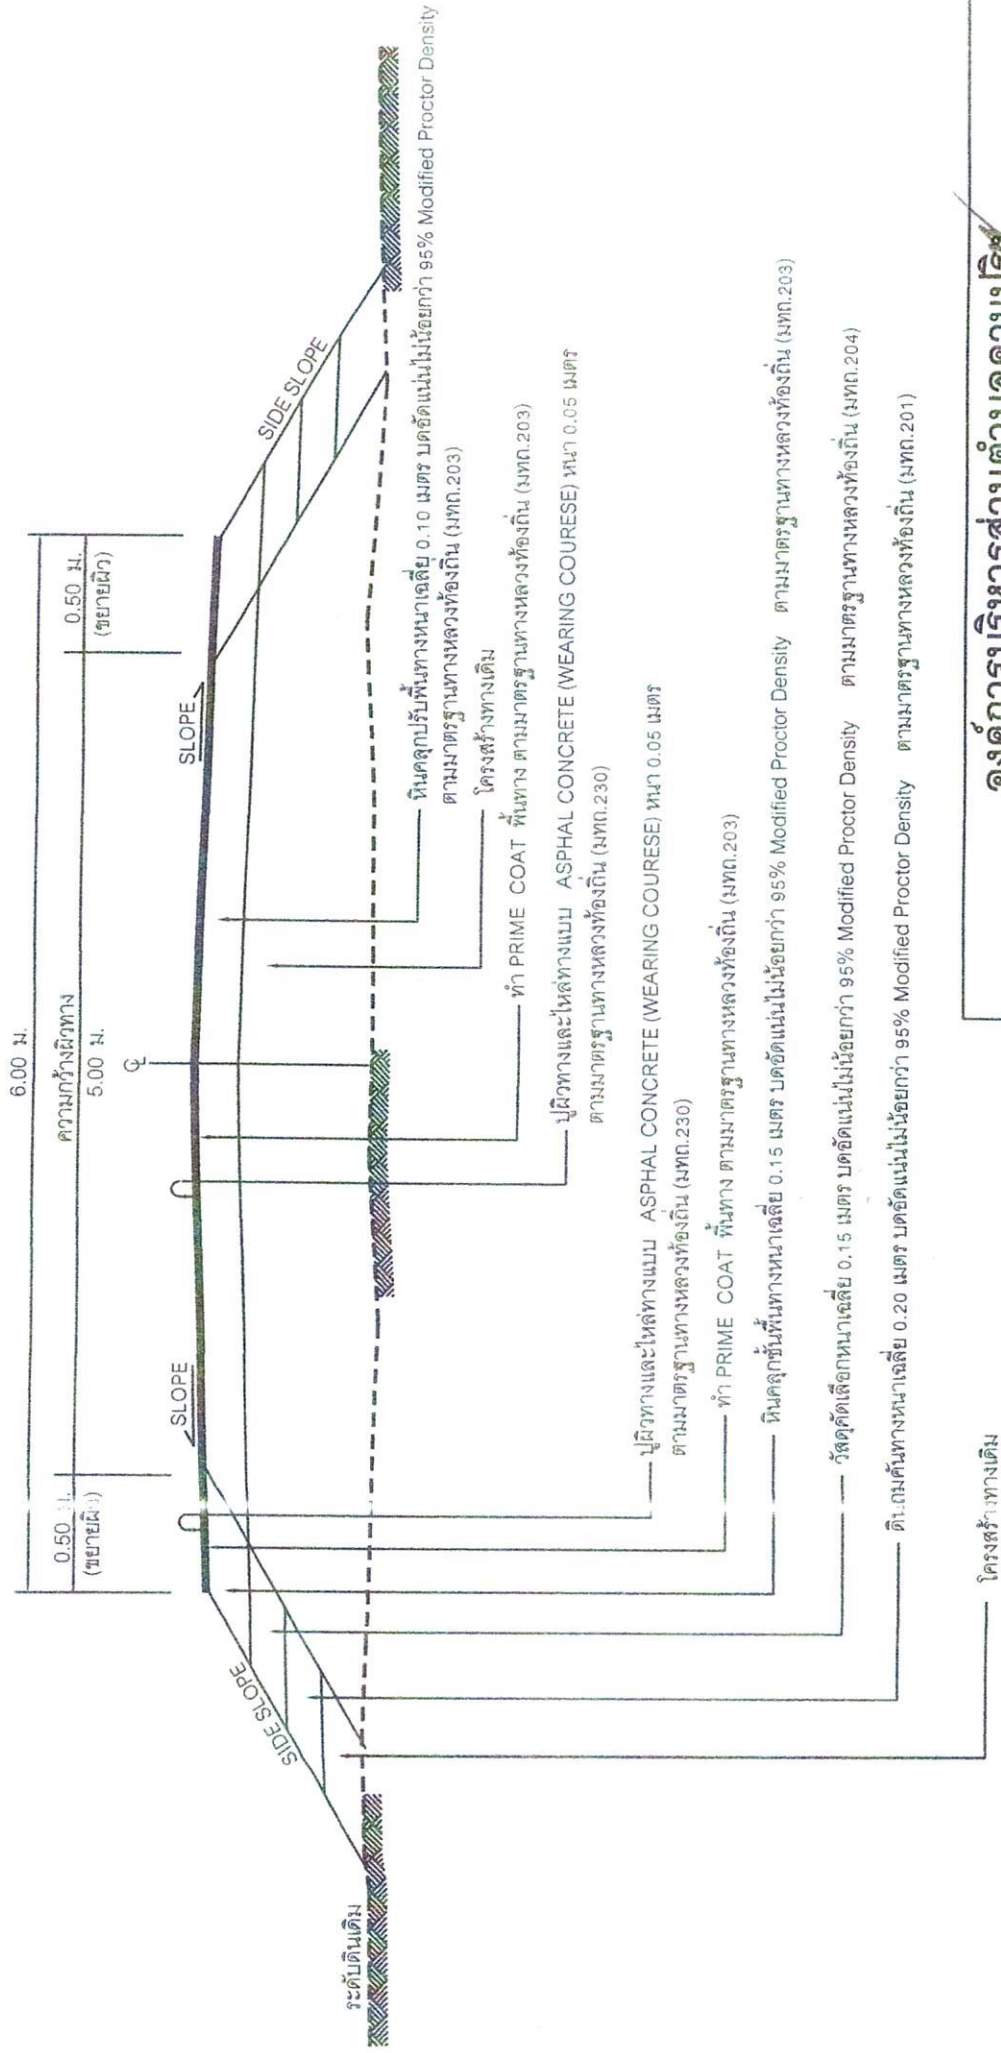 6.00 ม.
ความกว้างผิวทาง
0.50 ม.
(ขยายผิว)
5.00 ม.
0.50 ม.
(ขยายผิว)
SLOPE
SLOPE
SIDE SLOPE
SIDE SLOPE
ระดับดินเดิม
หินคลุกปรับพื้นทางหนาเฉลี่ย 0.10 เมตร บดอัดแน่นไม่น้อยกว่า 95% Modified Proctor Density
ตามมาตรฐานทางหลวงท้องถิ่น (มทถ.203)
โครงสร้างทางเดิม
ทำ PRIME COAT พื้นทาง ตามมาตรฐานทางหลวงท้องถิ่น (มทถ.203)
ปูผิวทางและไหล่ทางแบบ ASPHAL CONCRETE (WEARING COURESE) หนา 0.05 เมตร
ตามมาตรฐานทางหลวงท้องถิ่น (มทถ.230)
ปูผิวทางและไหล่ทางแบบ ASPHAL CONCRETE (WEARING COURESE) หนา 0.05 เมตร
ตามมาตรฐานทางหลวงท้องถิ่น (มทถ.230)
ทำ PRIME COAT พื้นทาง ตามมาตรฐานทางหลวงท้องถิ่น (มทถ.203)
หินคลุกชั้นพื้นทางหนาเฉลี่ย 0.15 เมตร บดอัดแน่นไม่น้อยกว่า 95% Modified Proctor Density ตามมาตรฐานทางหลวงท้องถิ่น (มทถ.203)
วัสดุคัดเลือกหนาเฉลี่ย 0.15 เมตร บดอัดแน่นไม่น้อยกว่า 95% Modified Proctor Density ตามมาตรฐานทางหลวงท้องถิ่น (มทถ.204)
ดินถมคันทางหนาเฉลี่ย 0.20 เมตร บดอัดแน่นไม่น้อยกว่า 95% Modified Proctor Density ตามมาตรฐานทางหลวงท้องถิ่น (มทถ.201)
โครงสร้างทางเดิม
องค์การบริหารส่วนตำบล